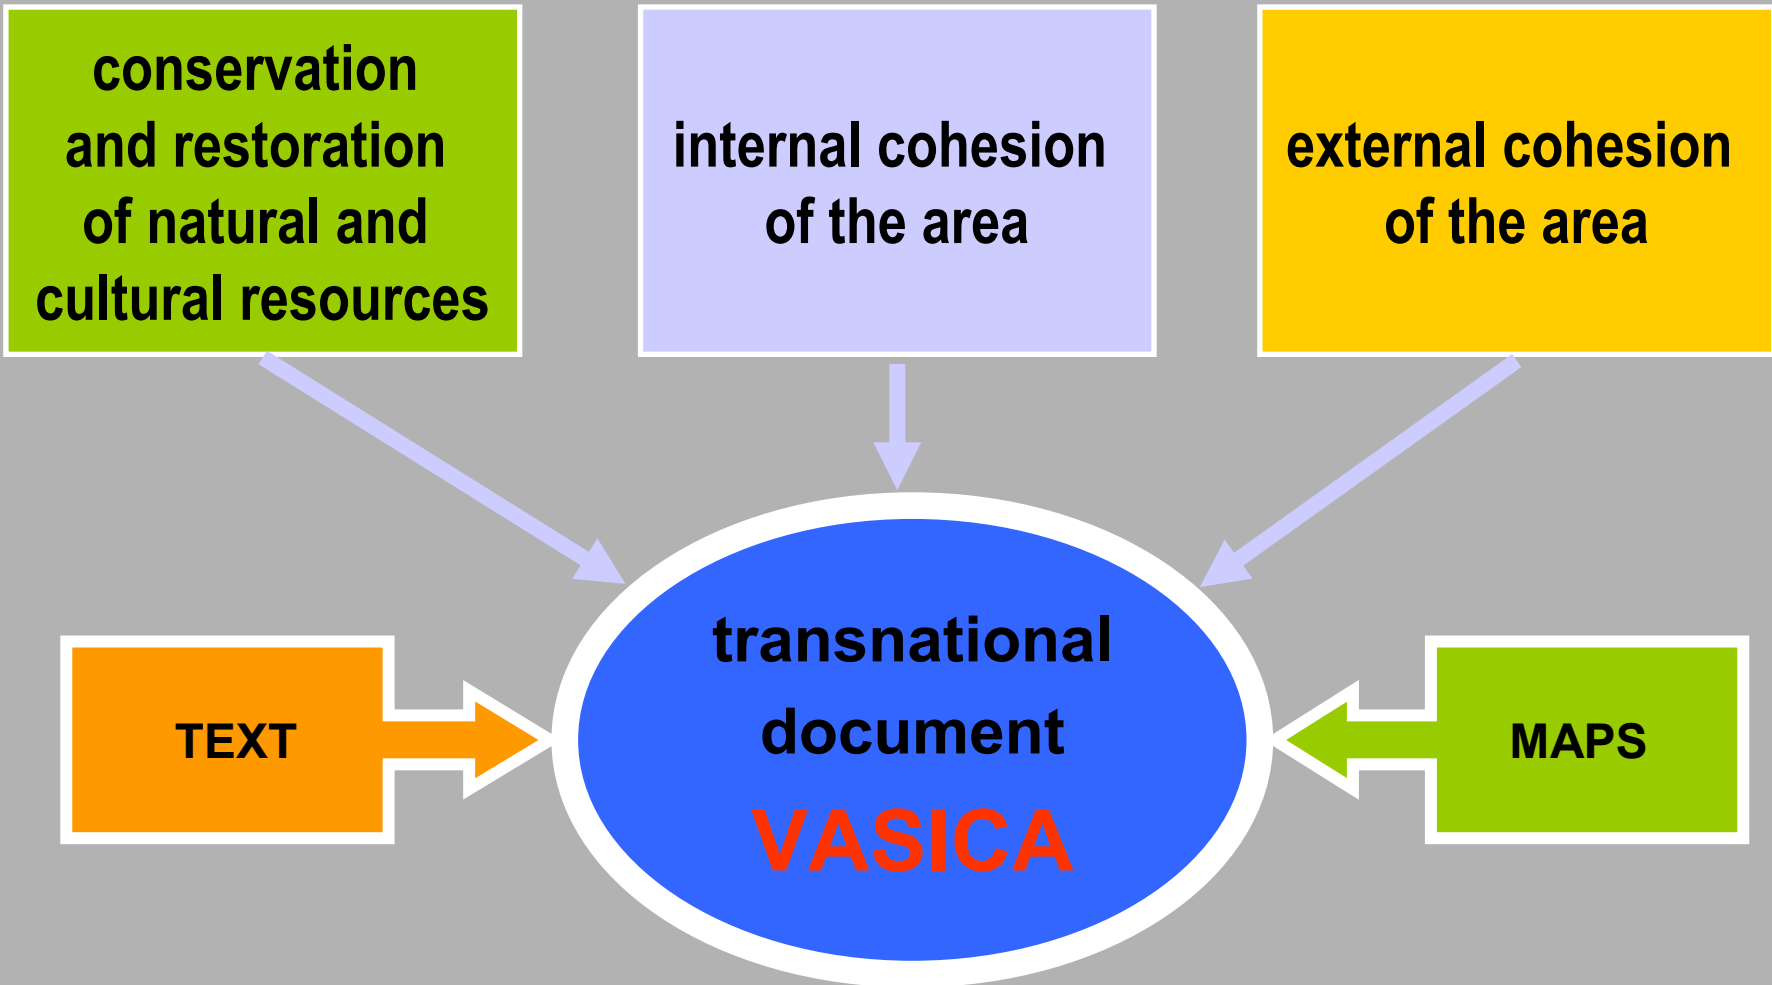 conservation
and restoration
of natural and
cultural resources
internal cohesion
of the area
external cohesion
of the area
transnational
document
VASICA
TEXT
MAPS